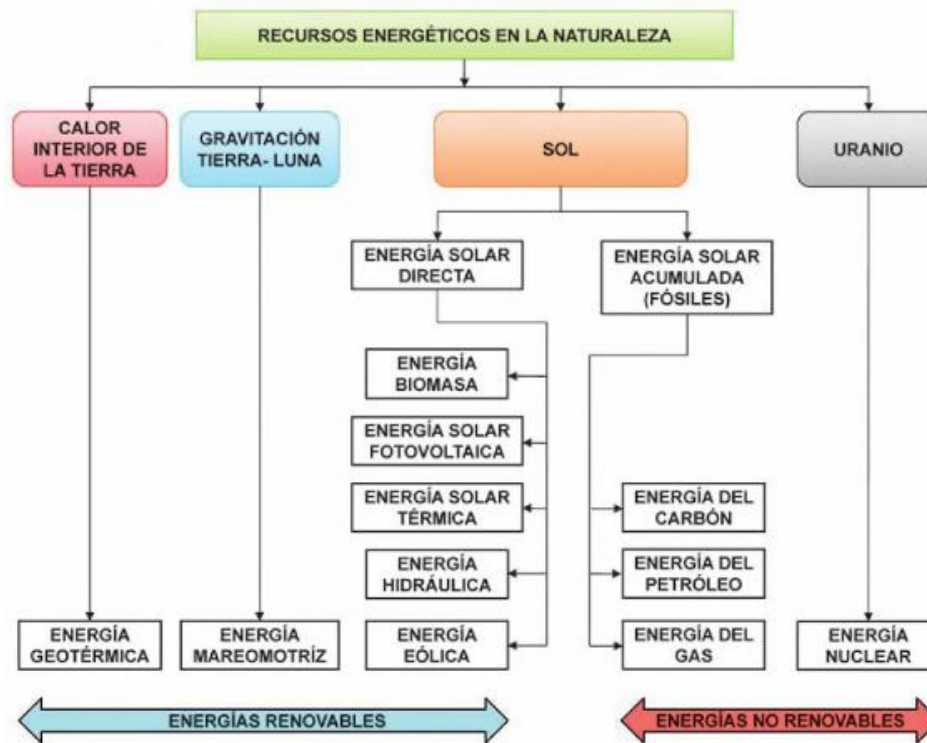 RECURSOS ENERGÉTICOS EN LA NATURALEZA
CALOR
INTERIOR DE
LA TIERRA
GRAVITACIÓN
TIERRA- LUNA
SOL
URANIO
ENERGÍA SOLAR
DIRECTA
ENERGÍA SOLAR
ACUMULADA
(FÓSILES)
ENERGÍA
BIOMASA
ENERGÍA SOLAR
FOTOVOLTAICA
ENERGÍA SOLAR
TÉRMICA
ENERGÍA
HIDRÁULICA
ENERGÍA
EÓLICA
ENERGÍA DEL
CARBÓN
ENERGÍA DEL
PETRÓLEO
ENERGÍA DEL
GAS
ENERGÍA
GEOTÉRMICA
ENERGÍA
MAREOMOTRÍZ
ENERGÍA
NUCLEAR
ENERGÍAS RENOVABLES
ENERGÍAS NO RENOVABLES